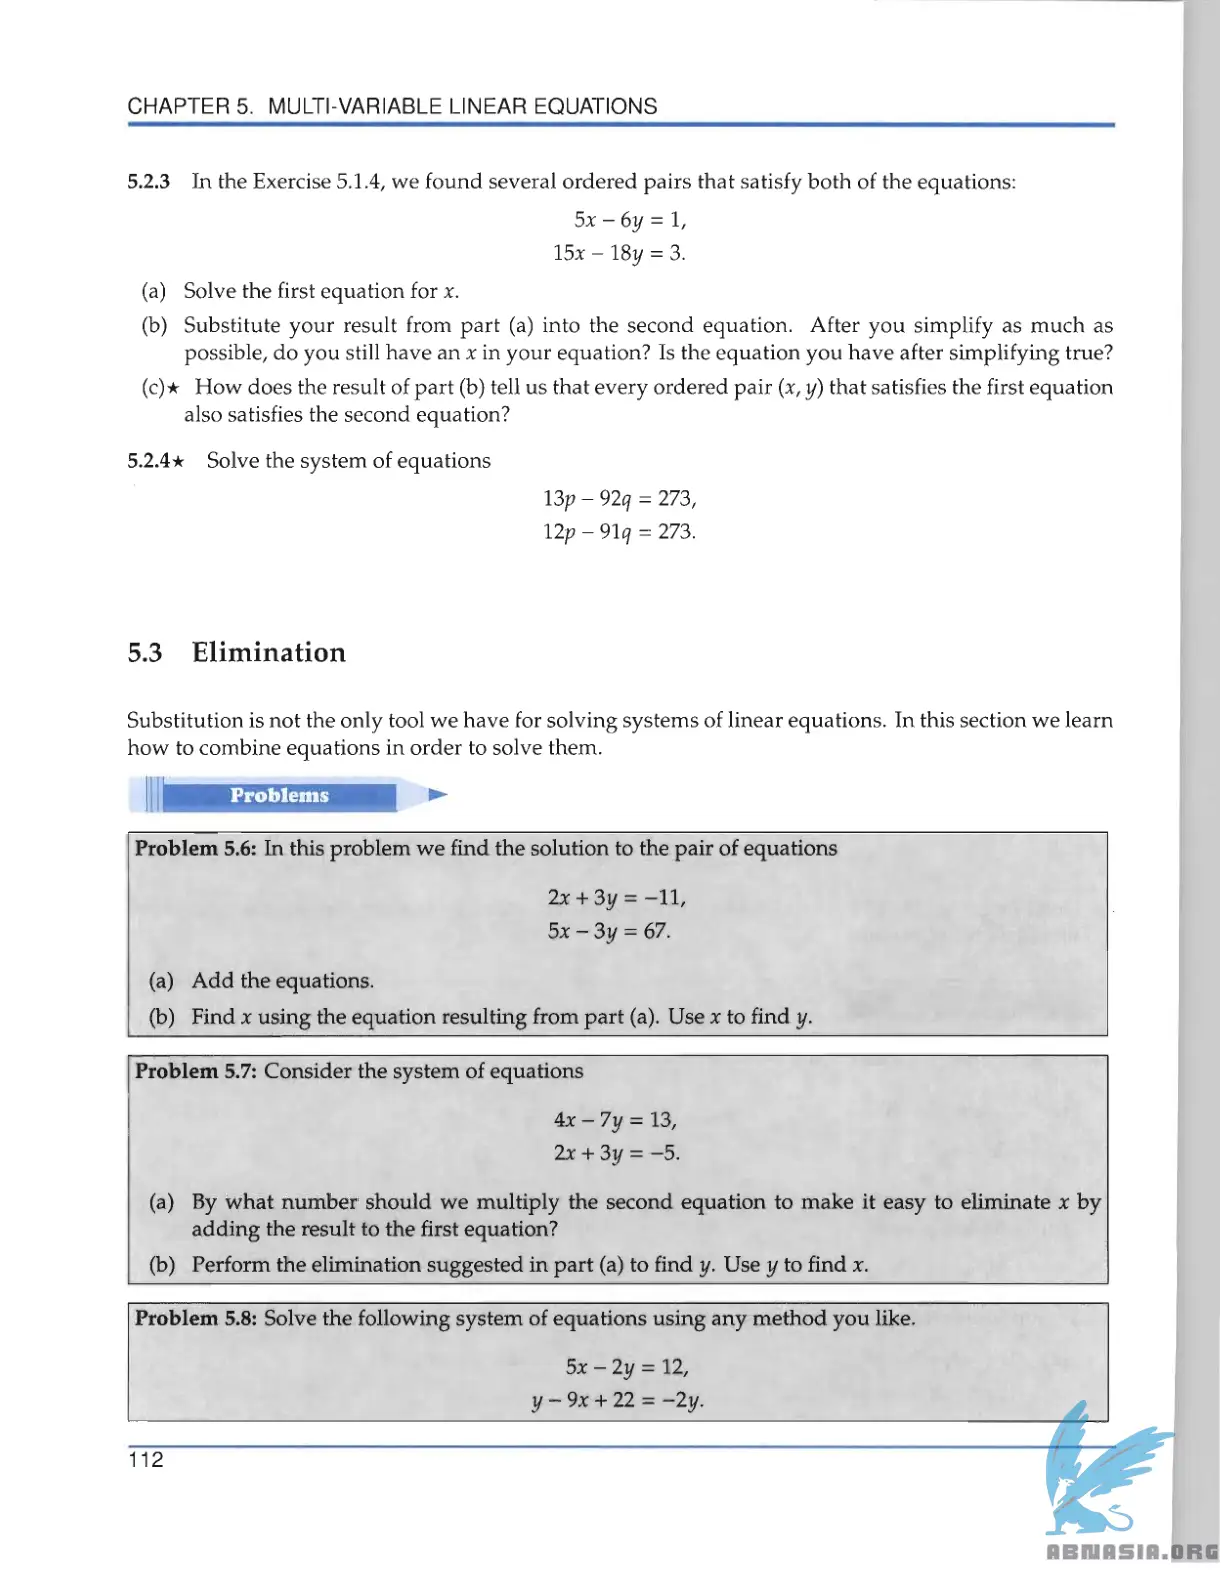 CHAPTER 5. MULTI-VARIABLE LINEAR EQUATIONS
5.2.3 In the Exercise 5.1.4, we found several ordered pairs that satisfy both of the equations:
5x − 6y = 1,
15x − 18y = 3.
(a) Solve the first equation for x.
(b) Substitute your result from part (a) into the second equation. After you simplify as much as
possible, do you still have an x in your equation? Is the equation you have after simplifying true?
(c)★ How does the result of part (b) tell us that every ordered pair (x, y) that satisfies the first equation
also satisfies the second equation?
5.2.4★ Solve the system of equations
13p − 92q = 273,
12p − 91q = 273.
5.3 Elimination
Substitution is not the only tool we have for solving systems of linear equations. In this section we learn
how to combine equations in order to solve them.
Problems
Problem 5.6: In this problem we find the solution to the pair of equations
2x + 3y = −11,
5x − 3y = 67.
(a) Add the equations.
(b) Find x using the equation resulting from part (a). Use x to find y.
Problem 5.7: Consider the system of equations
4x − 7y = 13,
2x + 3y = −5.
(a) By what number should we multiply the second equation to make it easy to eliminate x by
adding the result to the first equation?
(b) Perform the elimination suggested in part (a) to find y. Use y to find x.
Problem 5.8: Solve the following system of equations using any method you like.
5x − 2y = 12,
y − 9x + 22 = −2y.
112
ABNASIA.ORG